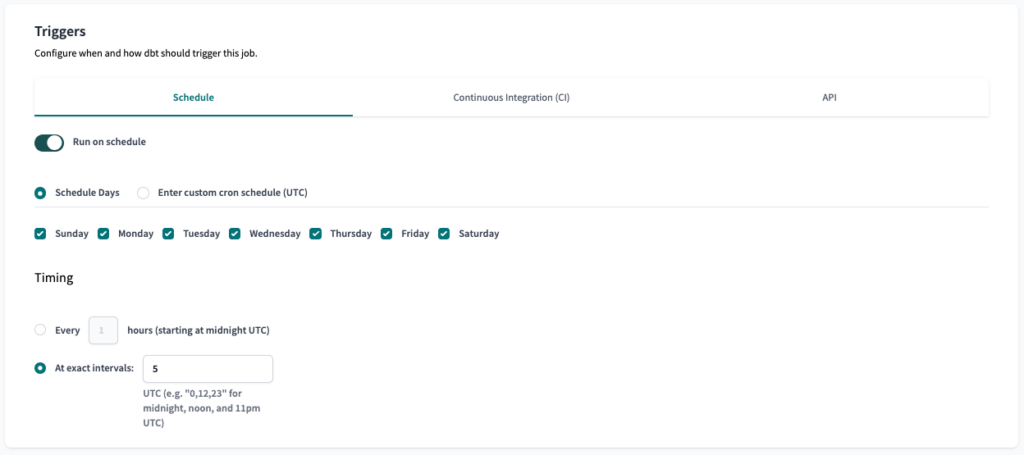 Triggers
Configure when and how dbt should trigger this job.
Schedule Continuous Integration (CI) API
Run on schedule
Schedule Days Enter custom cron schedule (UTC)
Sunday Monday Tuesday Wednesday Thursday Friday Saturday
Timing
Every 1 hours (starting at midnight UTC)
At exact intervals: 5
UTC (e.g. "0,12,23" for
midnight, noon, and 11pm
UTC)